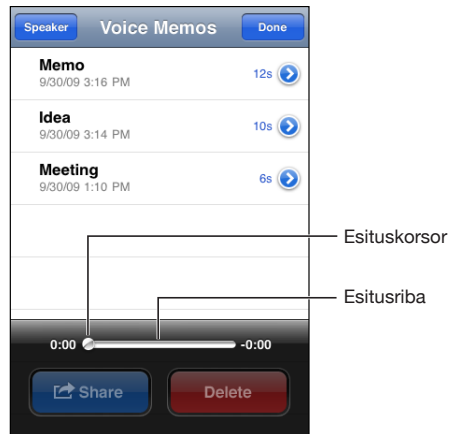 Speaker Voice Memos Done
Memo
9/30/09 3:16 PM
12s
Idea
9/30/09 3:14 PM
10s
Meeting
9/30/09 1:10 PM
6s
Esituskorsor
Esitusriba
0:00 -0:00
Share Delete